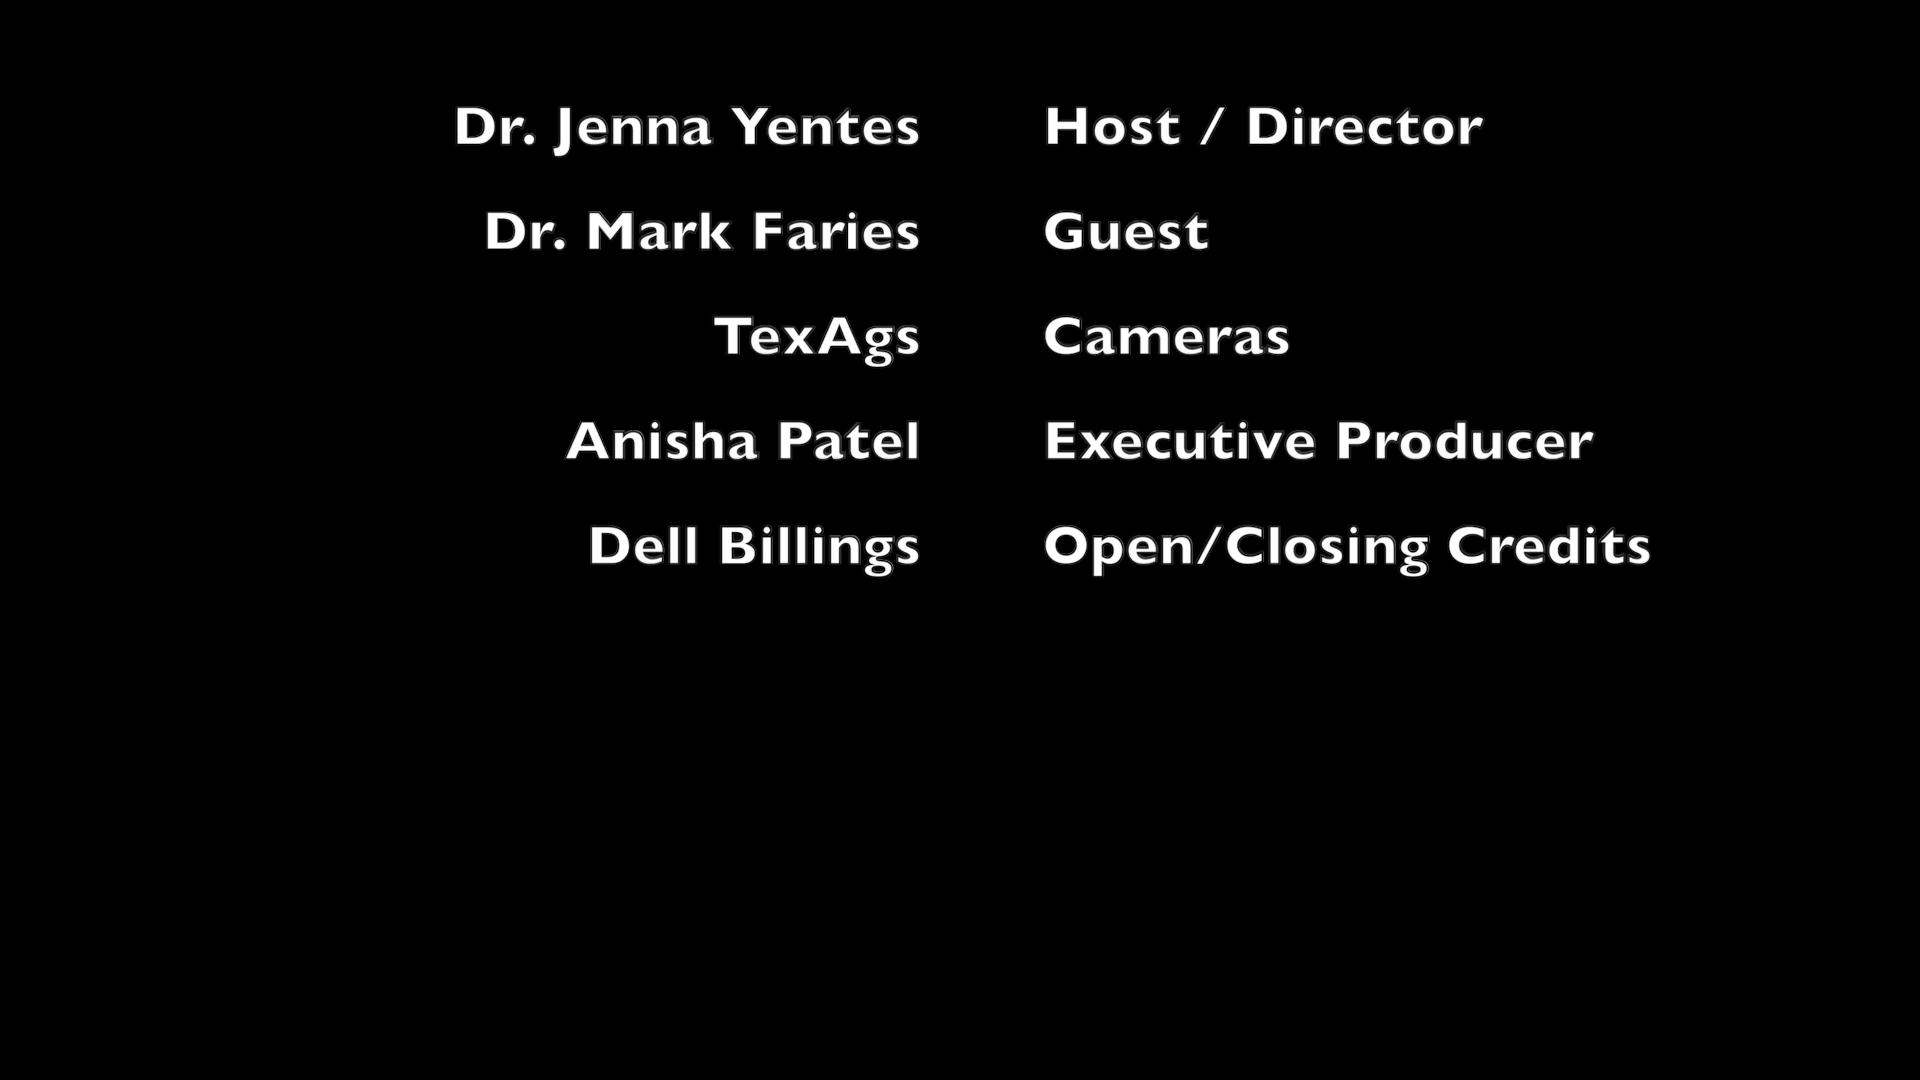 Dr. Jenna Yentes Host / Director
Dr. Mark Faries Guest
TexAgs Cameras
Anisha Patel Executive Producer
Dell Billings Open/Closing Credits